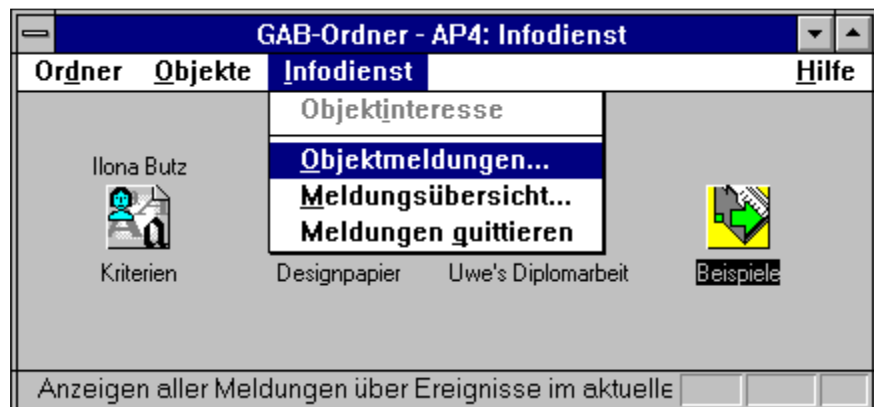 GAB-Ordner - AP4: Infodienst
Ordner Objekte Infodienst Hilfe
Objektinteresse
Objektmeldungen...
Meldungsübersicht...
Meldungen quittieren
Ilona Butz
Kriterien Designpapier Uwe's Diplomarbeit Beispiele
Anzeigen aller Meldungen über Ereignisse im aktuelle